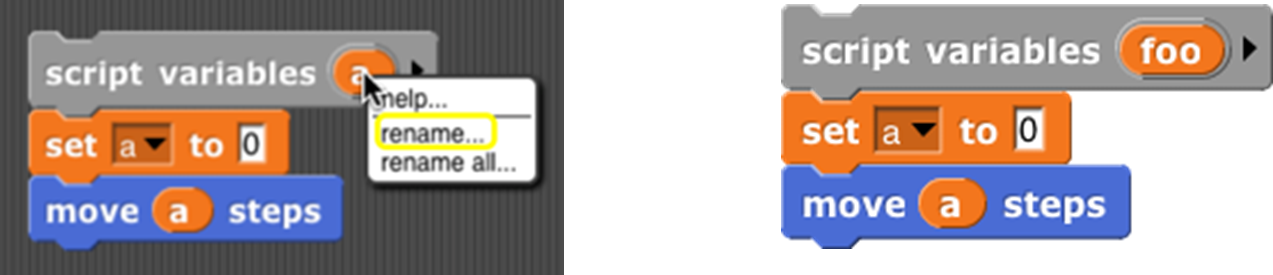 script variables a
help...
rename...
rename all...
set a to 0
move a steps
script variables foo
set a to 0
move a steps